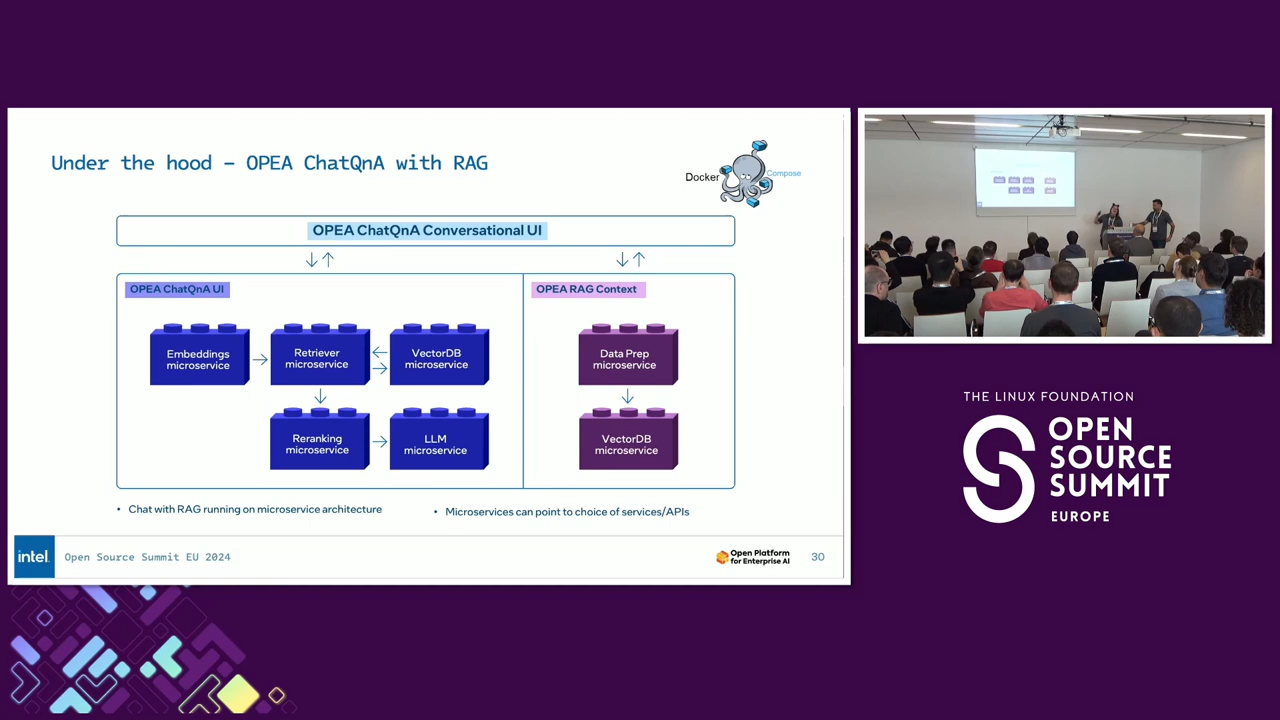 Under the hood – OPEA ChatQnA with RAG
Docker
Compose
OPEA ChatQnA Conversational UI
OPEA ChatQnA UI
OPEA RAG Context
Embeddings
microservice
Retriever
microservice
VectorDB
microservice
Data Prep
microservice
Reranking
microservice
LLM
microservice
VectorDB
microservice
• Chat with RAG running on microservice architecture
• Microservices can point to choice of services/APIs
intel.
Open Source Summit EU 2024
Open Platform
for Enterprise AI
30
THE LINUX FOUNDATION
OPEN
SOURCE
SUMMIT
EUROPE